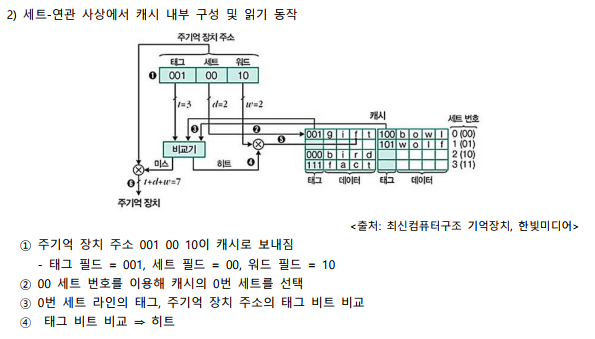 2) 세트-연관 사상에서 캐시 내부 구성 및 읽기 동작
주기억 장치 주소
태그 세트 워드
❶ 001 00 10
t=3 d=2 w=2
캐시
❸ ❷ ❺
001 g i f t 100 b o w l
101 w o l f
000 b i r d
111 f a c t
세트 번호
0 (00)
1 (01)
2 (10)
3 (11)
비교기
미스 히트 ❹
태그 데이터 태그 데이터
❻ t+d+w=7
주기억 장치
<출처: 최신컴퓨터구조 기억장치, 한빛미디어>
① 주기억 장치 주소 001 00 10이 캐시로 보내짐
- 태그 필드 = 001, 세트 필드 = 00, 워드 필드 = 10
② 00 세트 번호를 이용해 캐시의 0번 세트를 선택
③ 0번 세트 라인의 태그, 주기억 장치 주소의 태그 비트 비교
④ 태그 비트 비교 ⇒ 히트